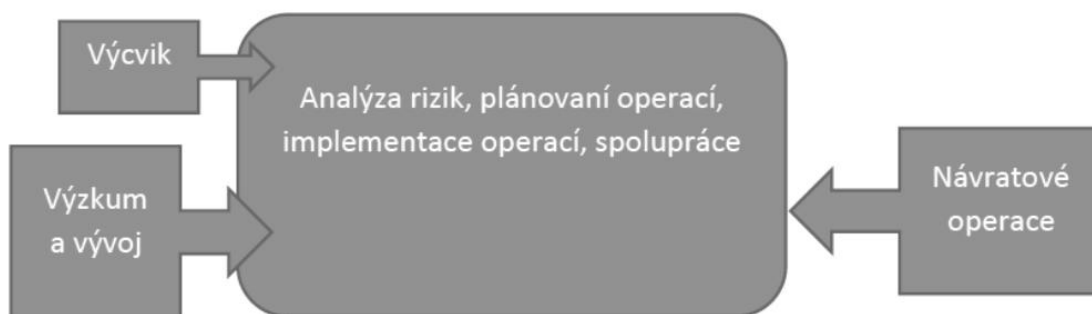 Výcvik
Analýza rizik, plánovaní operací,
implementace operací, spolupráce
Výzkum
a vývoj
Návratové
operace